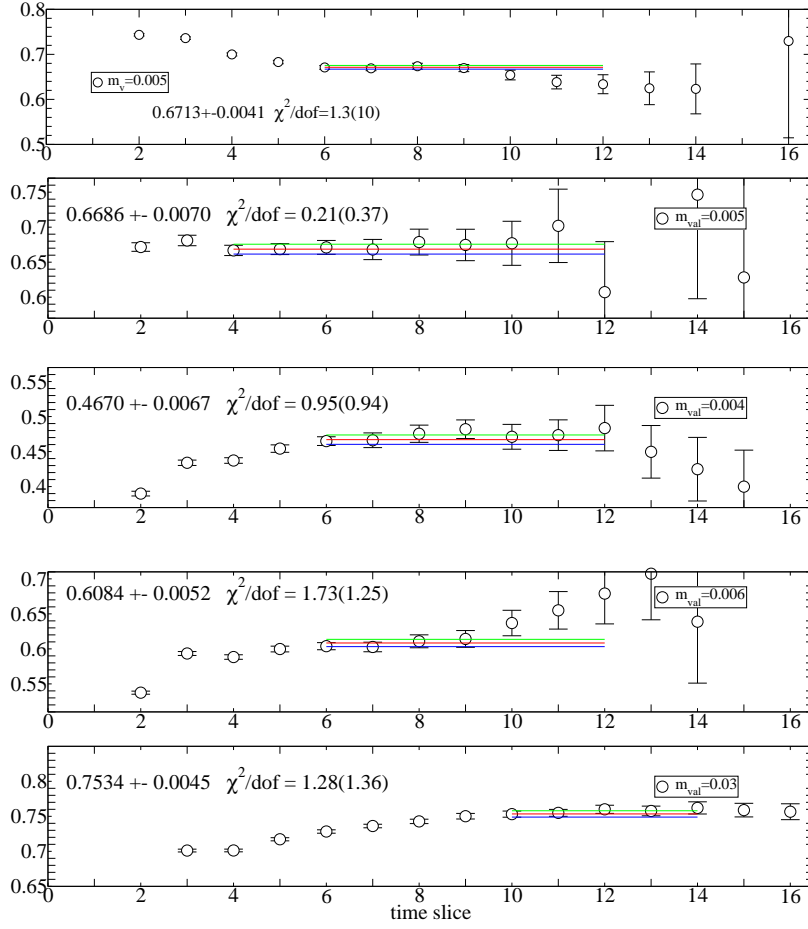 0.8
0.7
0.6
0.5
m_v=0.005
0.6713+-0.0041 χ²/dof=1.3(10)
2 4 6 8 10 12 14 16
0.75
0.7
0.65
0.6
0.6686 +- 0.0070 χ²/dof = 0.21(0.37)
m_val=0.005
0 2 4 6 8 10 12 14 16
0.55
0.5
0.45
0.4
0.4670 +- 0.0067 χ²/dof = 0.95(0.94)
m_val=0.004
0 2 4 6 8 10 12 14 16
0.7
0.65
0.6
0.55
0.6084 +- 0.0052 χ²/dof = 1.73(1.25)
m_val=0.006
0 2 4 6 8 10 12 14 16
0.8
0.75
0.7
0.65
0.7534 +- 0.0045 χ²/dof = 1.28(1.36)
m_val=0.03
0 2 4 6 8 10 12 14 16
time slice